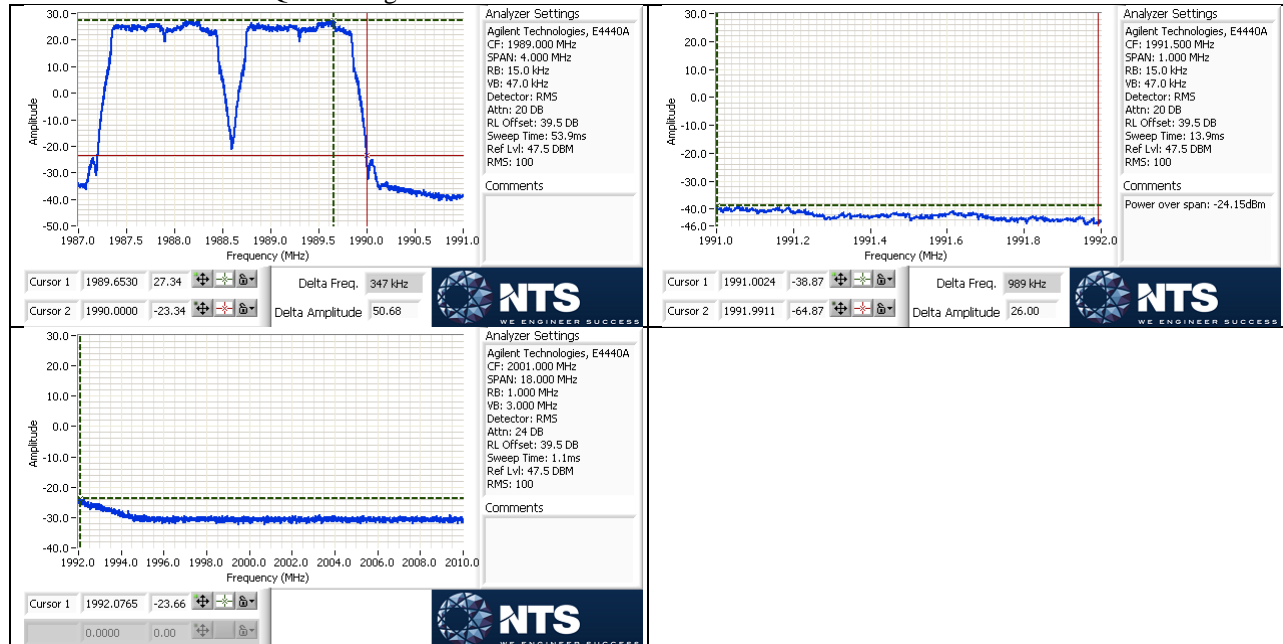 30.0
20.0
10.0
0.0
-10.0
-20.0
-30.0
-40.0
-50.0
Amplitude
1987.0 1987.5 1988.0 1988.5 1989.0 1989.5 1990.0 1990.5 1991.0
Frequency (MHz)
Analyzer Settings
Agilent Technologies, E4440A
CF: 1989.000 MHz
SPAN: 4.000 MHz
RB: 15.0 kHz
VB: 47.0 kHz
Detector: RMS
Attn: 20 DB
RL Offset: 39.5 DB
Sweep Time: 53.9ms
Ref Lvl: 47.5 DBM
RMS: 100
Comments
Cursor 1 1989.6530 27.34
Cursor 2 1990.0000 -23.34
Delta Freq. 347 kHz
Delta Amplitude 50.68
NTS
WE ENGINEER SUCCESS
30.0
20.0
10.0
0.0
-10.0
-20.0
-30.0
-40.0
-46.0
Amplitude
1991.0 1991.2 1991.4 1991.6 1991.8 1992.0
Frequency (MHz)
Analyzer Settings
Agilent Technologies, E4440A
CF: 1991.500 MHz
SPAN: 1.000 MHz
RB: 15.0 kHz
VB: 47.0 kHz
Detector: RMS
Attn: 20 DB
RL Offset: 39.5 DB
Sweep Time: 13.9ms
Ref Lvl: 47.5 DBM
RMS: 100
Comments
Power over span: -24.15dBm
Cursor 1 1991.0024 -38.87
Cursor 2 1991.9911 -64.87
Delta Freq. 989 kHz
Delta Amplitude 26.00
NTS
WE ENGINEER SUCCESS
30.0
20.0
10.0
0.0
-10.0
-20.0
-30.0
-40.0
Amplitude
1992.0 1994.0 1996.0 1998.0 2000.0 2002.0 2004.0 2006.0 2008.0 2010.0
Frequency (MHz)
Analyzer Settings
Agilent Technologies, E4440A
CF: 2001.000 MHz
SPAN: 18.000 MHz
RB: 1.000 MHz
VB: 3.000 MHz
Detector: RMS
Attn: 24 DB
RL Offset: 39.5 DB
Sweep Time: 1.1ms
Ref Lvl: 47.5 DBM
RMS: 100
Comments
Cursor 1 1992.0765 -23.66
0.0000 0.00
NTS
WE ENGINEER SUCCESS